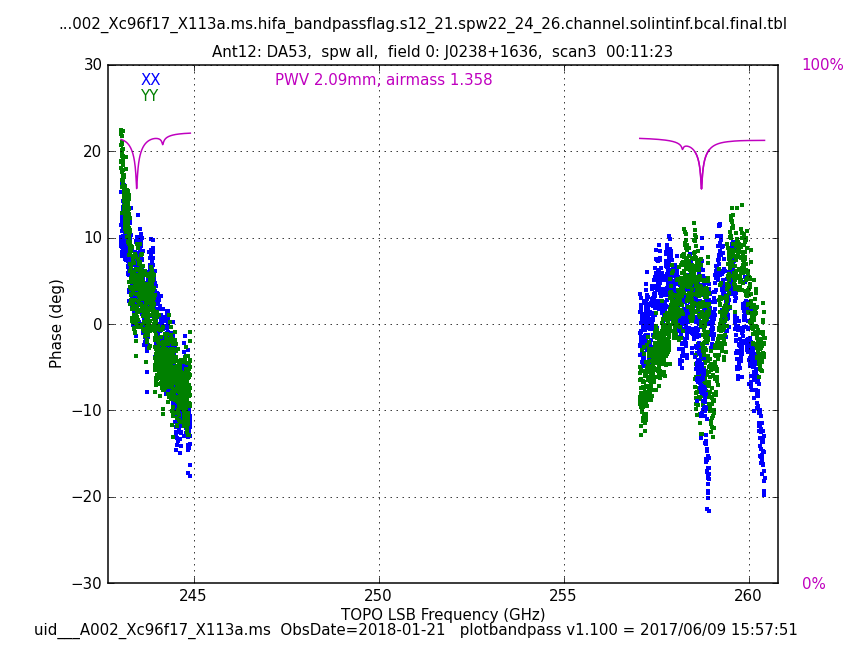 ...002_Xc96f17_X113a.ms.hifa_bandpassflag.s12_21.spw22_24_26.channel.solintinf.bcal.final.tbl
Ant12: DA53,  spw all,  field 0: J0238+1636,  scan3  00:11:23
30
100%
XX
PWV 2.09mm, airmass 1.358
YY
20
10
0
Phase (deg)
−10
−20
−30
0%
245
250
255
260
TOPO LSB Frequency (GHz)
uid___A002_Xc96f17_X113a.ms  ObsDate=2018-01-21   plotbandpass v1.100 = 2017/06/09 15:57:51